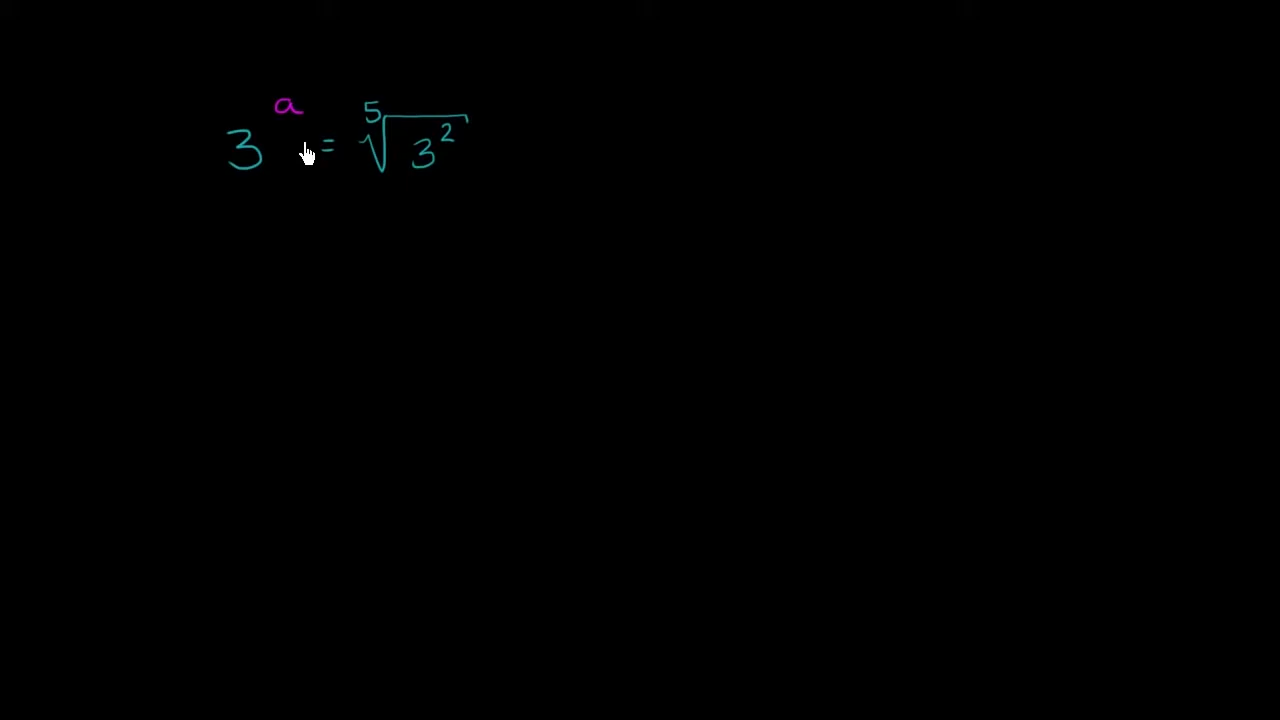 3^a = ⁵√(3²)